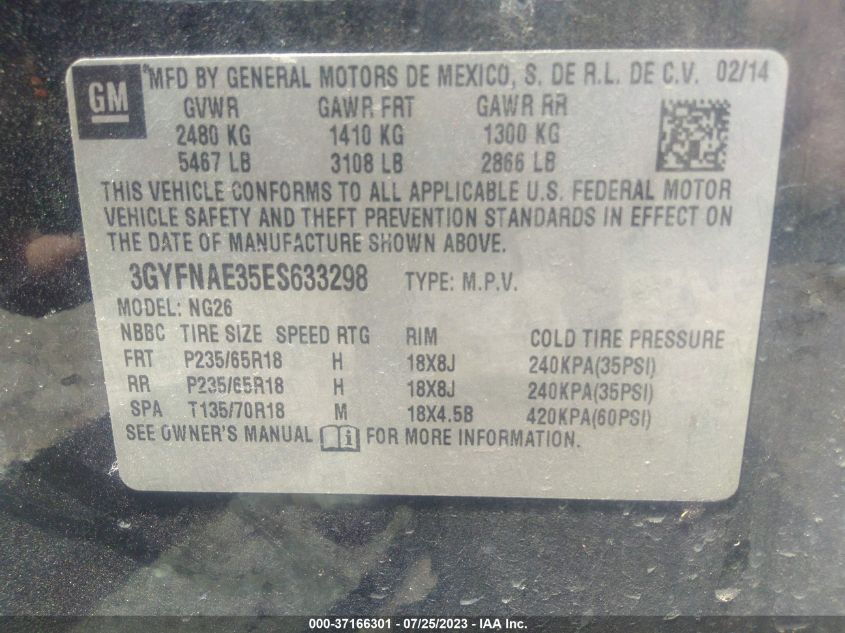 GM
MFD BY GENERAL MOTORS DE MEXICO, S. DE R.L. DE C.V. 02/14
GVWR GAWR FRT GAWR RR
2480 KG 1410 KG 1300 KG
5467 LB 3108 LB 2866 LB
THIS VEHICLE CONFORMS TO ALL APPLICABLE U.S. FEDERAL MOTOR
VEHICLE SAFETY AND THEFT PREVENTION STANDARDS IN EFFECT ON
THE DATE OF MANUFACTURE SHOWN ABOVE.
3GYFNAE35ES633298 TYPE: M.P.V.
MODEL: NG26
NBBC TIRE SIZE SPEED RTG RIM COLD TIRE PRESSURE
FRT P235/65R18 H 18X8J 240KPA(35PSI)
RR P235/65R18 H 18X8J 240KPA(35PSI)
SPA T135/70R18 M 18X4.5B 420KPA(60PSI)
SEE OWNER'S MANUAL FOR MORE INFORMATION.
000-37166301 - 07/25/2023 - IAA Inc.